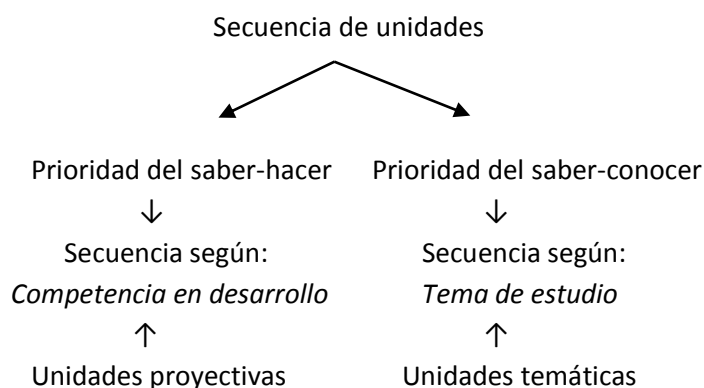 Secuencia de unidades
Prioridad del saber-hacer Prioridad del saber-conocer
Secuencia según: Secuencia según:
Competencia en desarrollo Tema de estudio
Unidades proyectivas Unidades temáticas